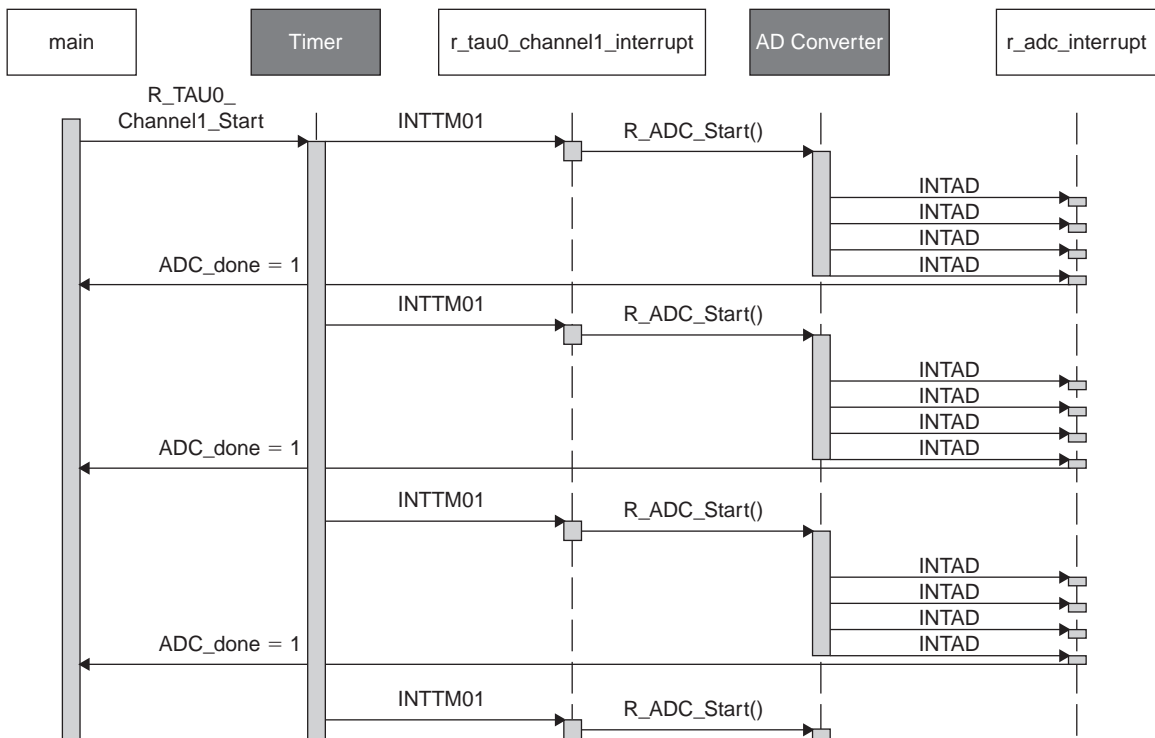 main
Timer
r_tau0_channel1_interrupt
AD Converter
r_adc_interrupt
R_TAU0_
Channel1_Start
INTTM01
R_ADC_Start()
INTAD
INTAD
INTAD
INTAD
ADC_done = 1
INTTM01
R_ADC_Start()
INTAD
INTAD
INTAD
INTAD
ADC_done = 1
INTTM01
R_ADC_Start()
INTAD
INTAD
INTAD
INTAD
ADC_done = 1
INTTM01
R_ADC_Start()